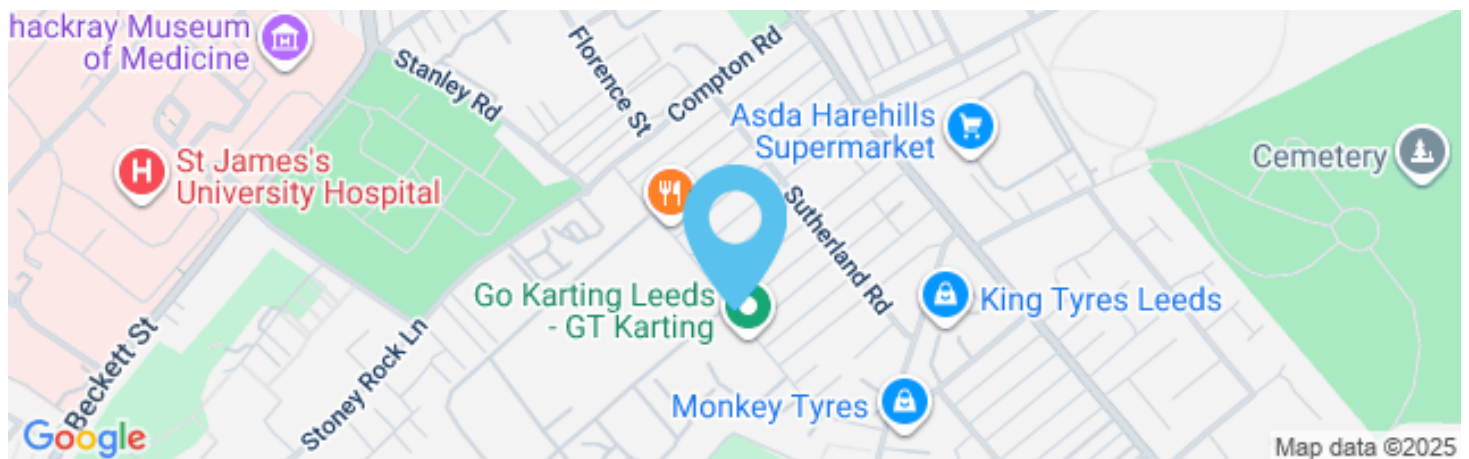 hackray Museum
of Medicine
Stanley Rd
Florence St
Compton Rd
Asda Harehills
Supermarket
Cemetery
H
St James's
University Hospital
Sutherland Rd
Go Karting Leeds
- GT Karting
King Tyres Leeds
Beckett St
Stoney Rock Ln
Monkey Tyres
Google
Map data ©2025